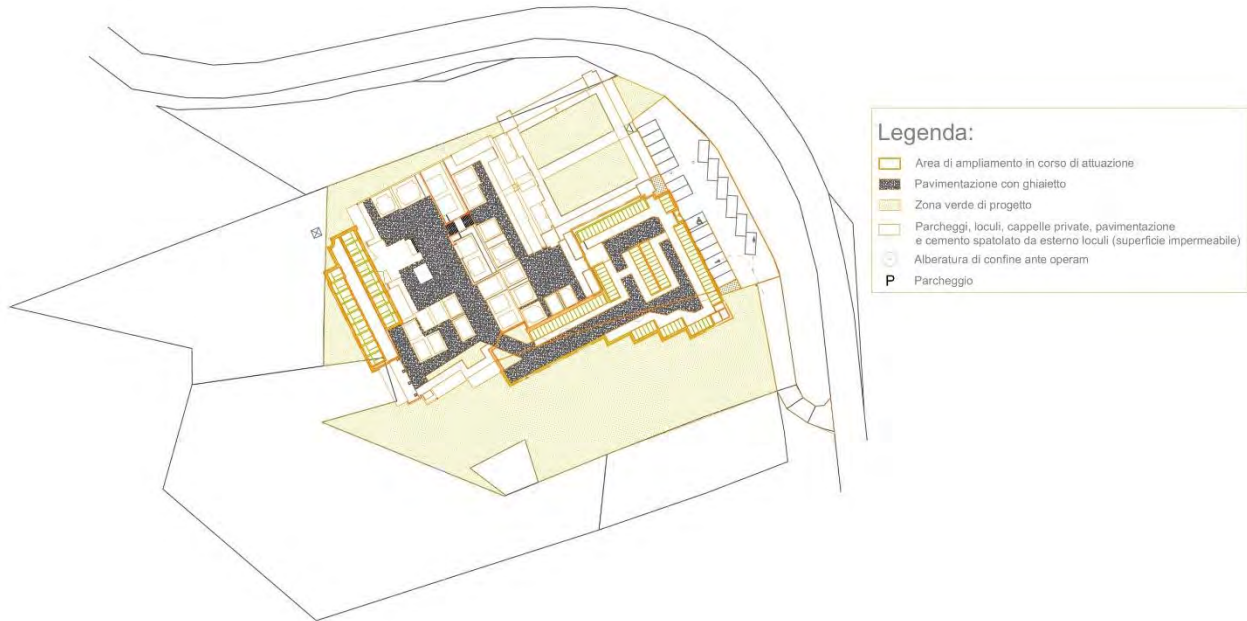 Legenda:
Area di ampliamento in corso di attuazione
Pavimentazione con ghiaietto
Zona verde di progetto
Parcheggi, loculi, cappelle private, pavimentazione
e cemento spatolato da esterno loculi (superficie impermeabile)
Alberatura di confine ante operam
P Parcheggio